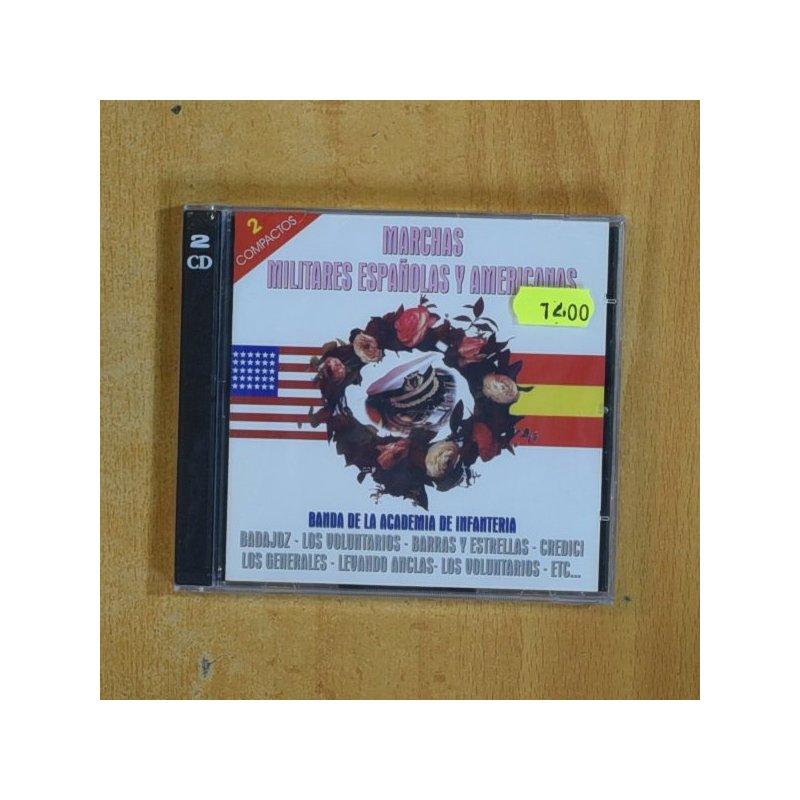 2
CD
2
COMPACTOS...
MARCHAS
MILITARES ESPAÑOLAS Y AMERICANAS
1200
BANDA DE LA ACADEMIA DE INFANTERIA
BADAJOZ - LOS VOLUNTARIOS - BARRAS Y ESTRELLAS - CREDICI
LOS GENERALES - LEVANDO ANCLAS- LOS VOLUNTARIOS - ETC...